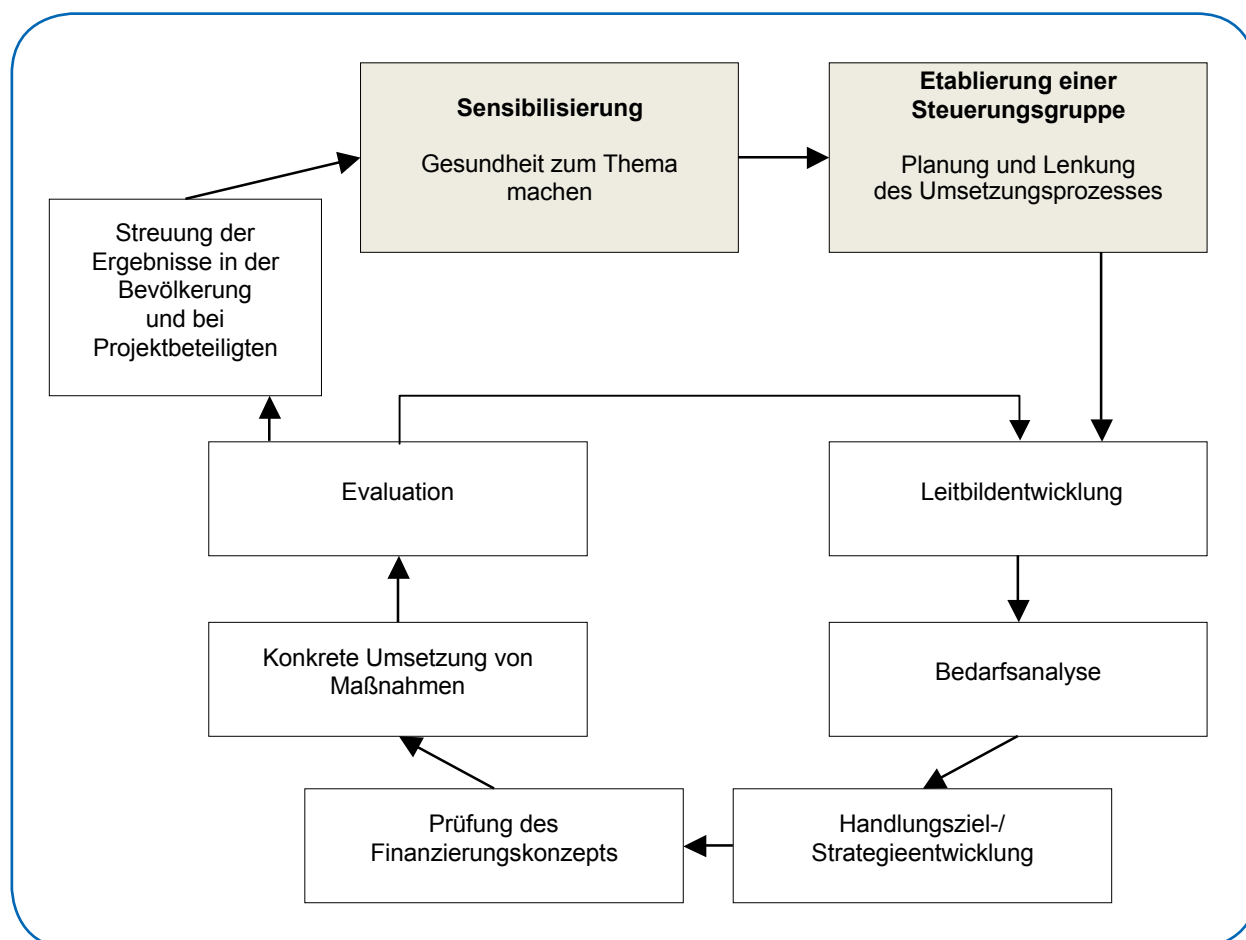 Sensibilisierung
Gesundheit zum Thema
machen
Etablierung einer
Steuerungsgruppe
Planung und Lenkung
des Umsetzungsprozesses
Streuung der
Ergebnisse in der
Bevölkerung
und bei
Projektbeteiligten
Evaluation
Leitbildentwicklung
Konkrete Umsetzung von
Maßnahmen
Bedarfsanalyse
Prüfung des
Finanzierungskonzepts
Handlungsziel-/
Strategieentwicklung